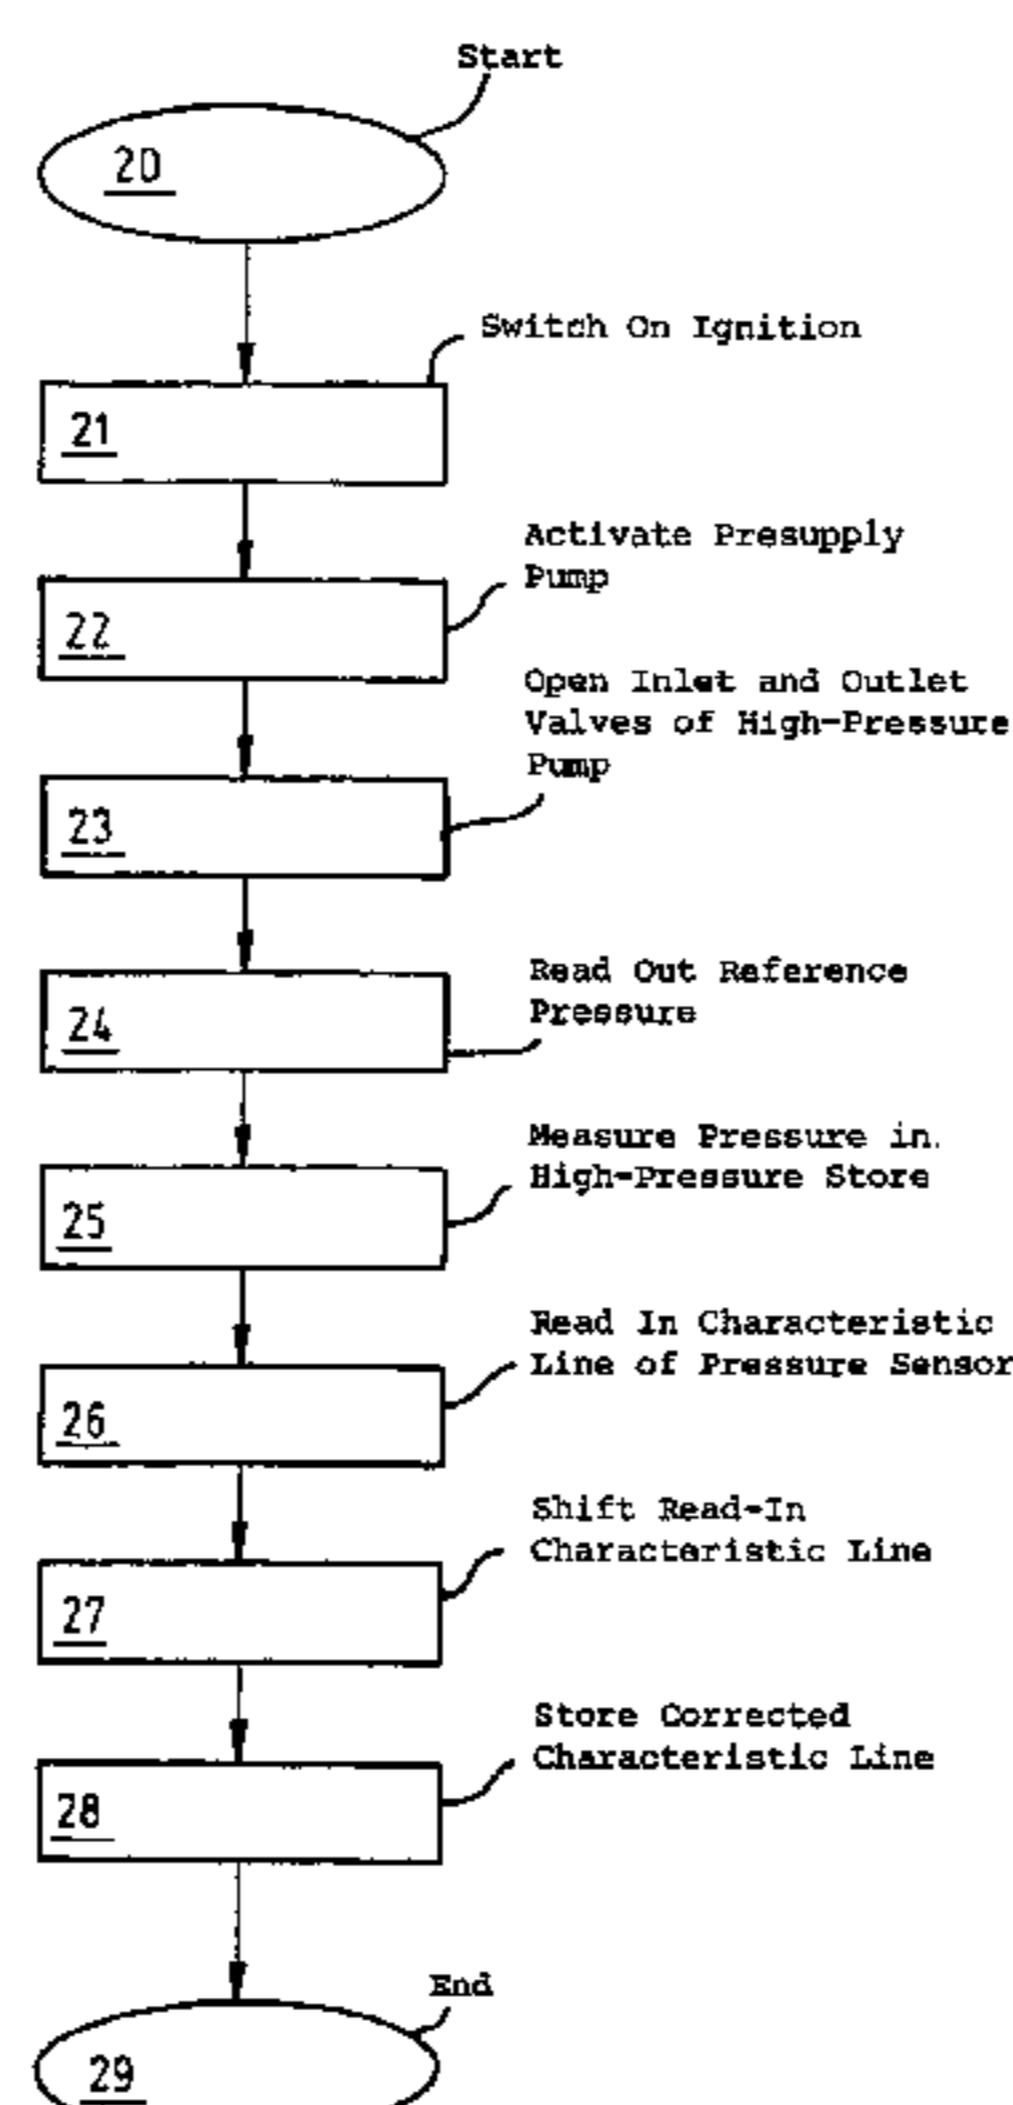 Start
20
Switch On Ignition
21
Activate Presupply
Pump
22
Open Inlet and Outlet
Valves of High-Pressure
Pump
23
Read Out Reference
Pressure
24
Measure Pressure in
High-Pressure Store
25
Read In Characteristic
Line of Pressure Sensor
26
Shift Read-In
Characteristic Line
27
Store Corrected
Characteristic Line
28
End
29